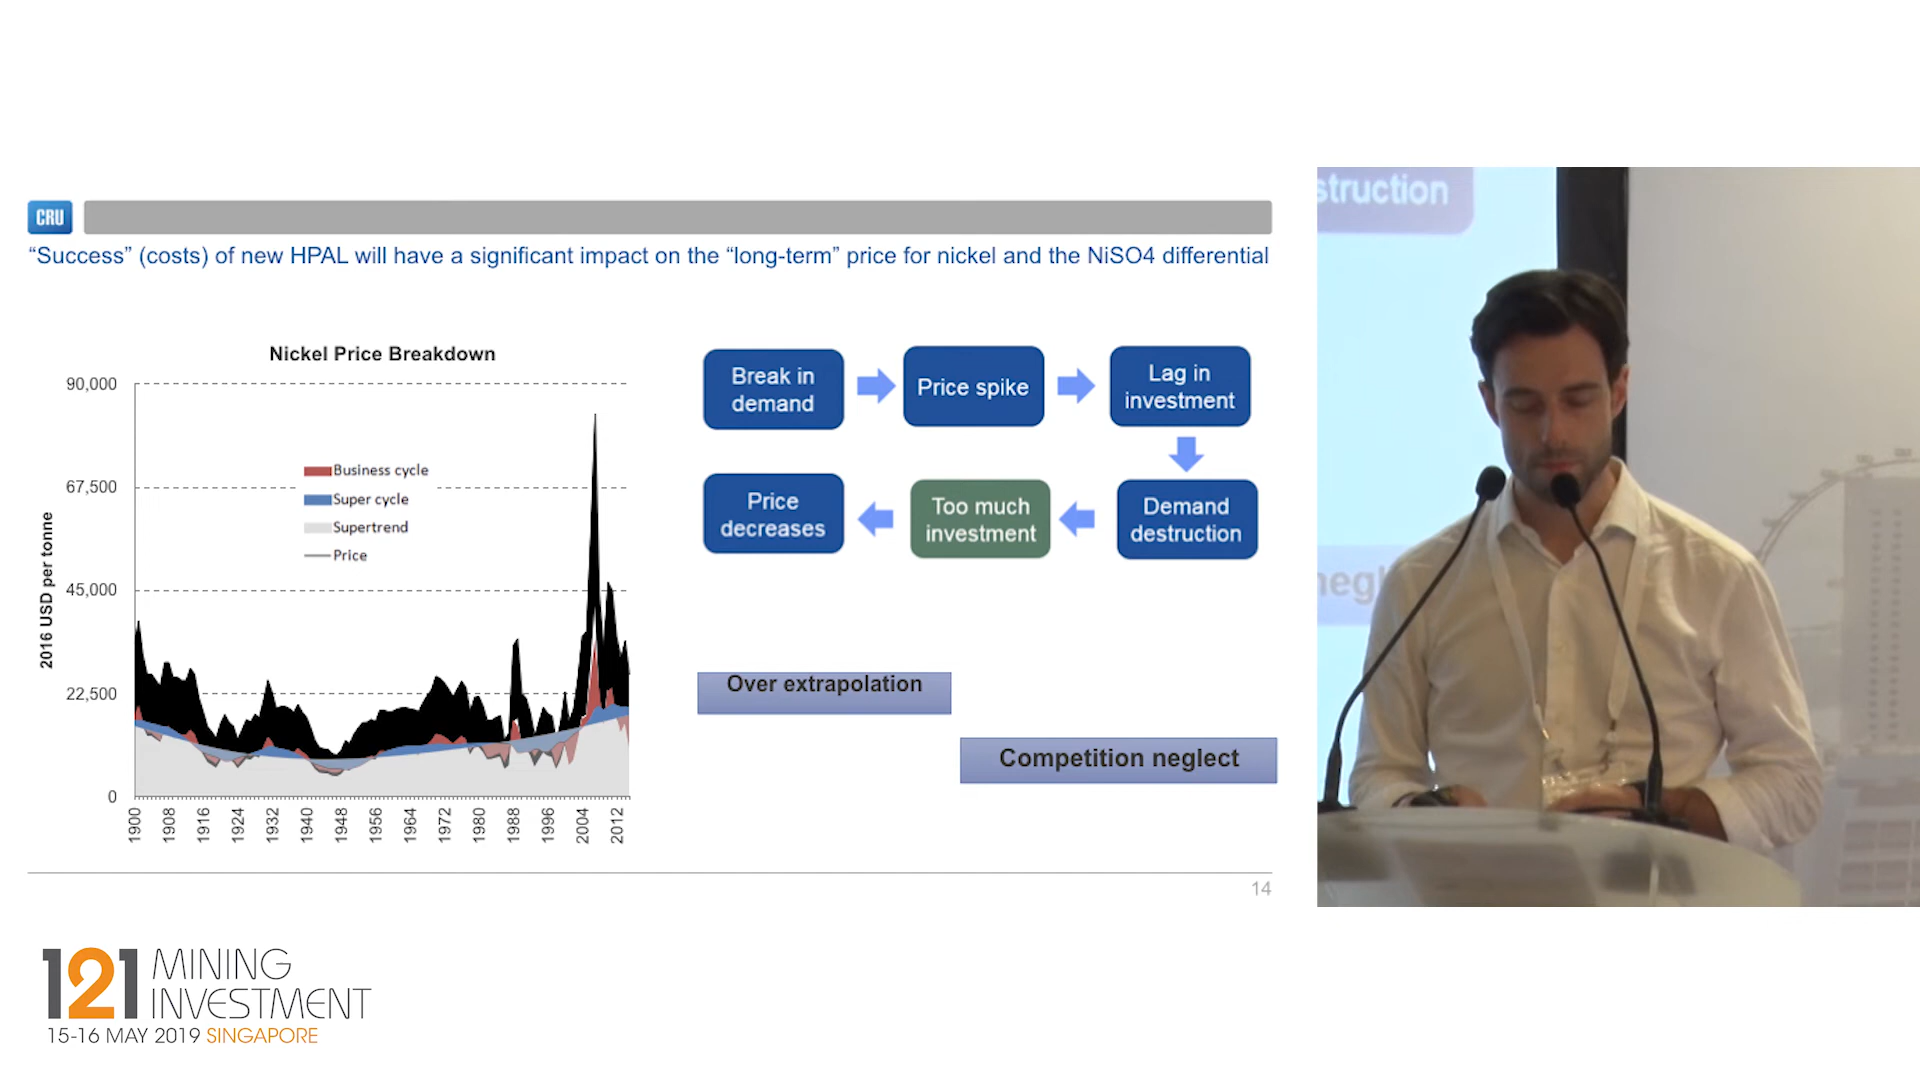 CRU
“Success” (costs) of new HPAL will have a significant impact on the “long-term” price for nickel and the NiSO4 differential
Nickel Price Breakdown
2016 USD per tonne
90,000
67,500
45,000
22,500
0
Business cycle
Super cycle
Supertrend
Price
1900
1908
1916
1924
1932
1940
1948
1956
1964
1972
1980
1988
1996
2004
2012
Break in
demand
Price spike
Lag in
investment
Price
decreases
Too much
investment
Demand
destruction
Over extrapolation
Competition neglect
14
struction
negl
121 MINING
INVESTMENT
15-16 MAY 2019 SINGAPORE